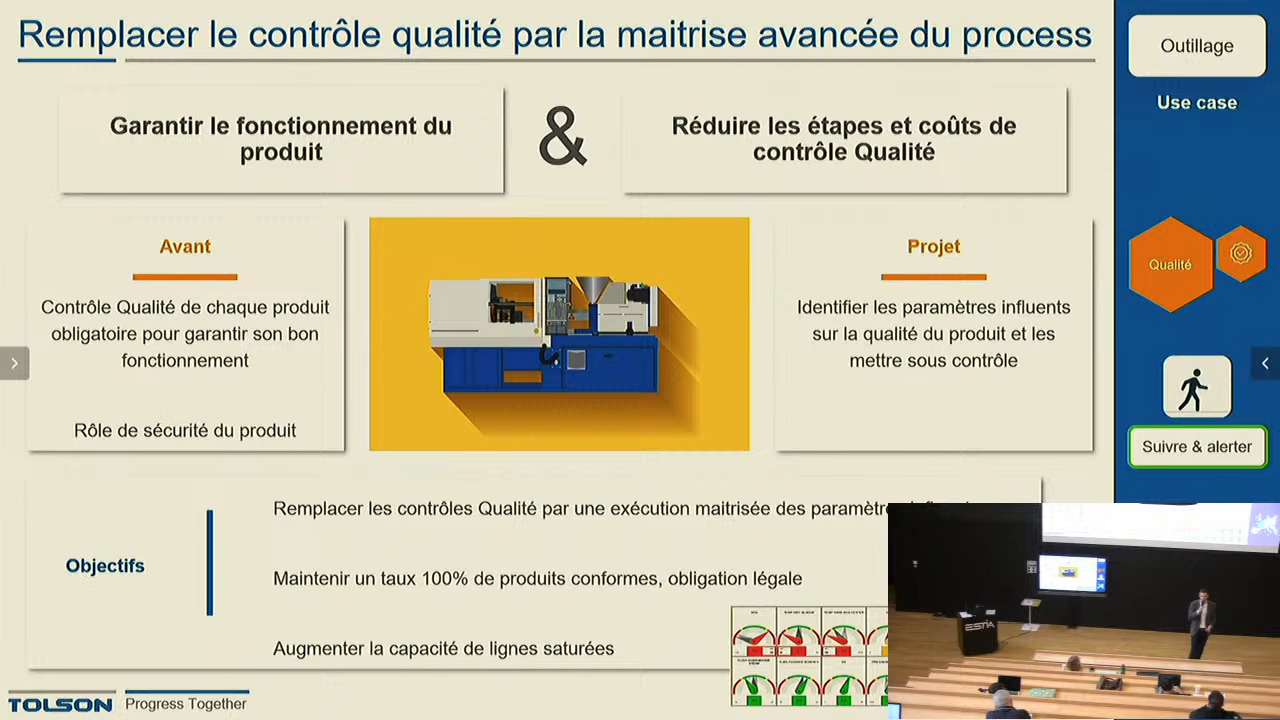 Remplacer le contrôle qualité par la maitrise avancée du process
Outillage
Use case
Garantir le fonctionnement du
produit
&
Réduire les étapes et coûts de
contrôle Qualité
Avant
Contrôle Qualité de chaque produit
obligatoire pour garantir son bon
fonctionnement
Rôle de sécurité du produit
Projet
Identifier les paramètres influents
sur la qualité du produit et les
mettre sous contrôle
Qualité
Suivre & alerter
Objectifs
Remplacer les contrôles Qualité par une exécution maitrisée des
Maintenir un taux 100% de produits conformes, obligation légale
Augmenter la capacité de lignes saturées
ESTIA
TOLSON
Progress Together